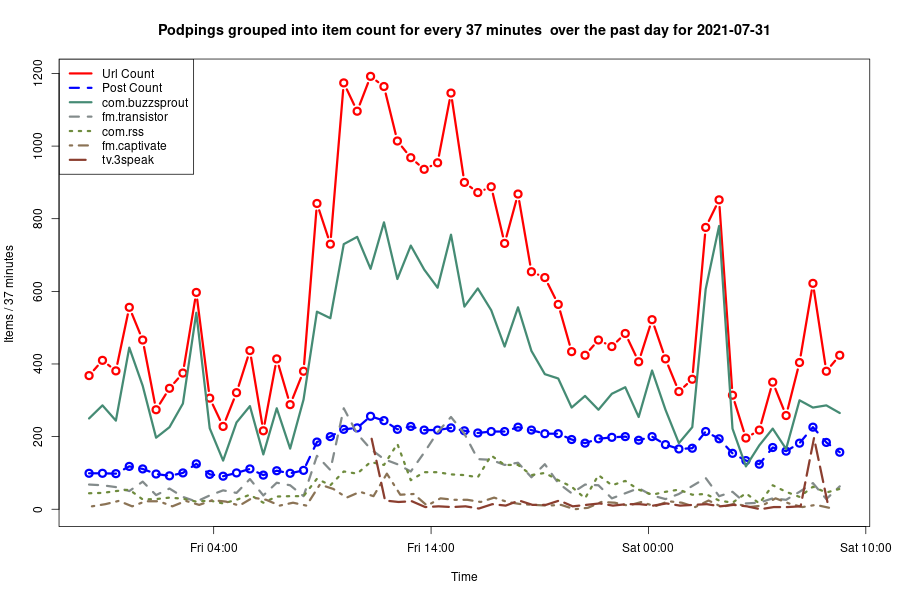 Podpings grouped into item count for every 37 minutes  over the past day for 2021-07-31
Url Count
Post Count
com.buzzsprout
fm.transistor
com.rss
fm.captivate
tv.3speak
Items / 37 minutes
1200
1000
800
600
400
200
0
Fri 04:00
Fri 14:00
Sat 00:00
Sat 10:00
Time